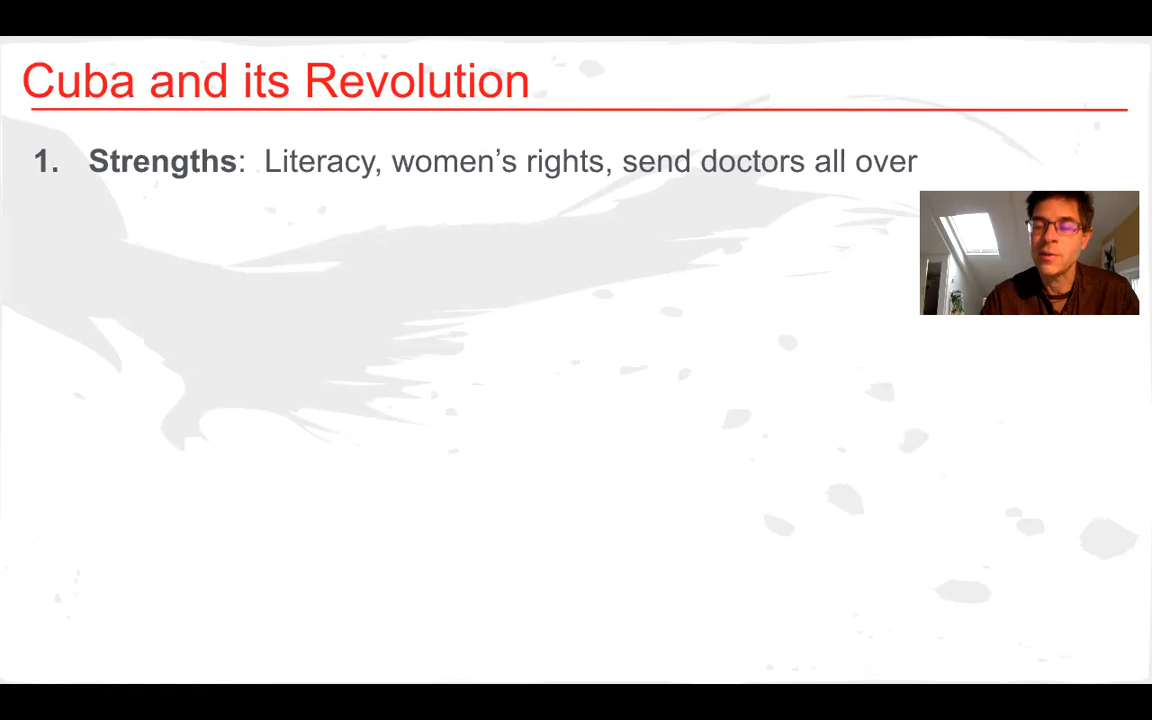 Cuba and its Revolution
1. Strengths: Literacy, women’s rights, send doctors all over